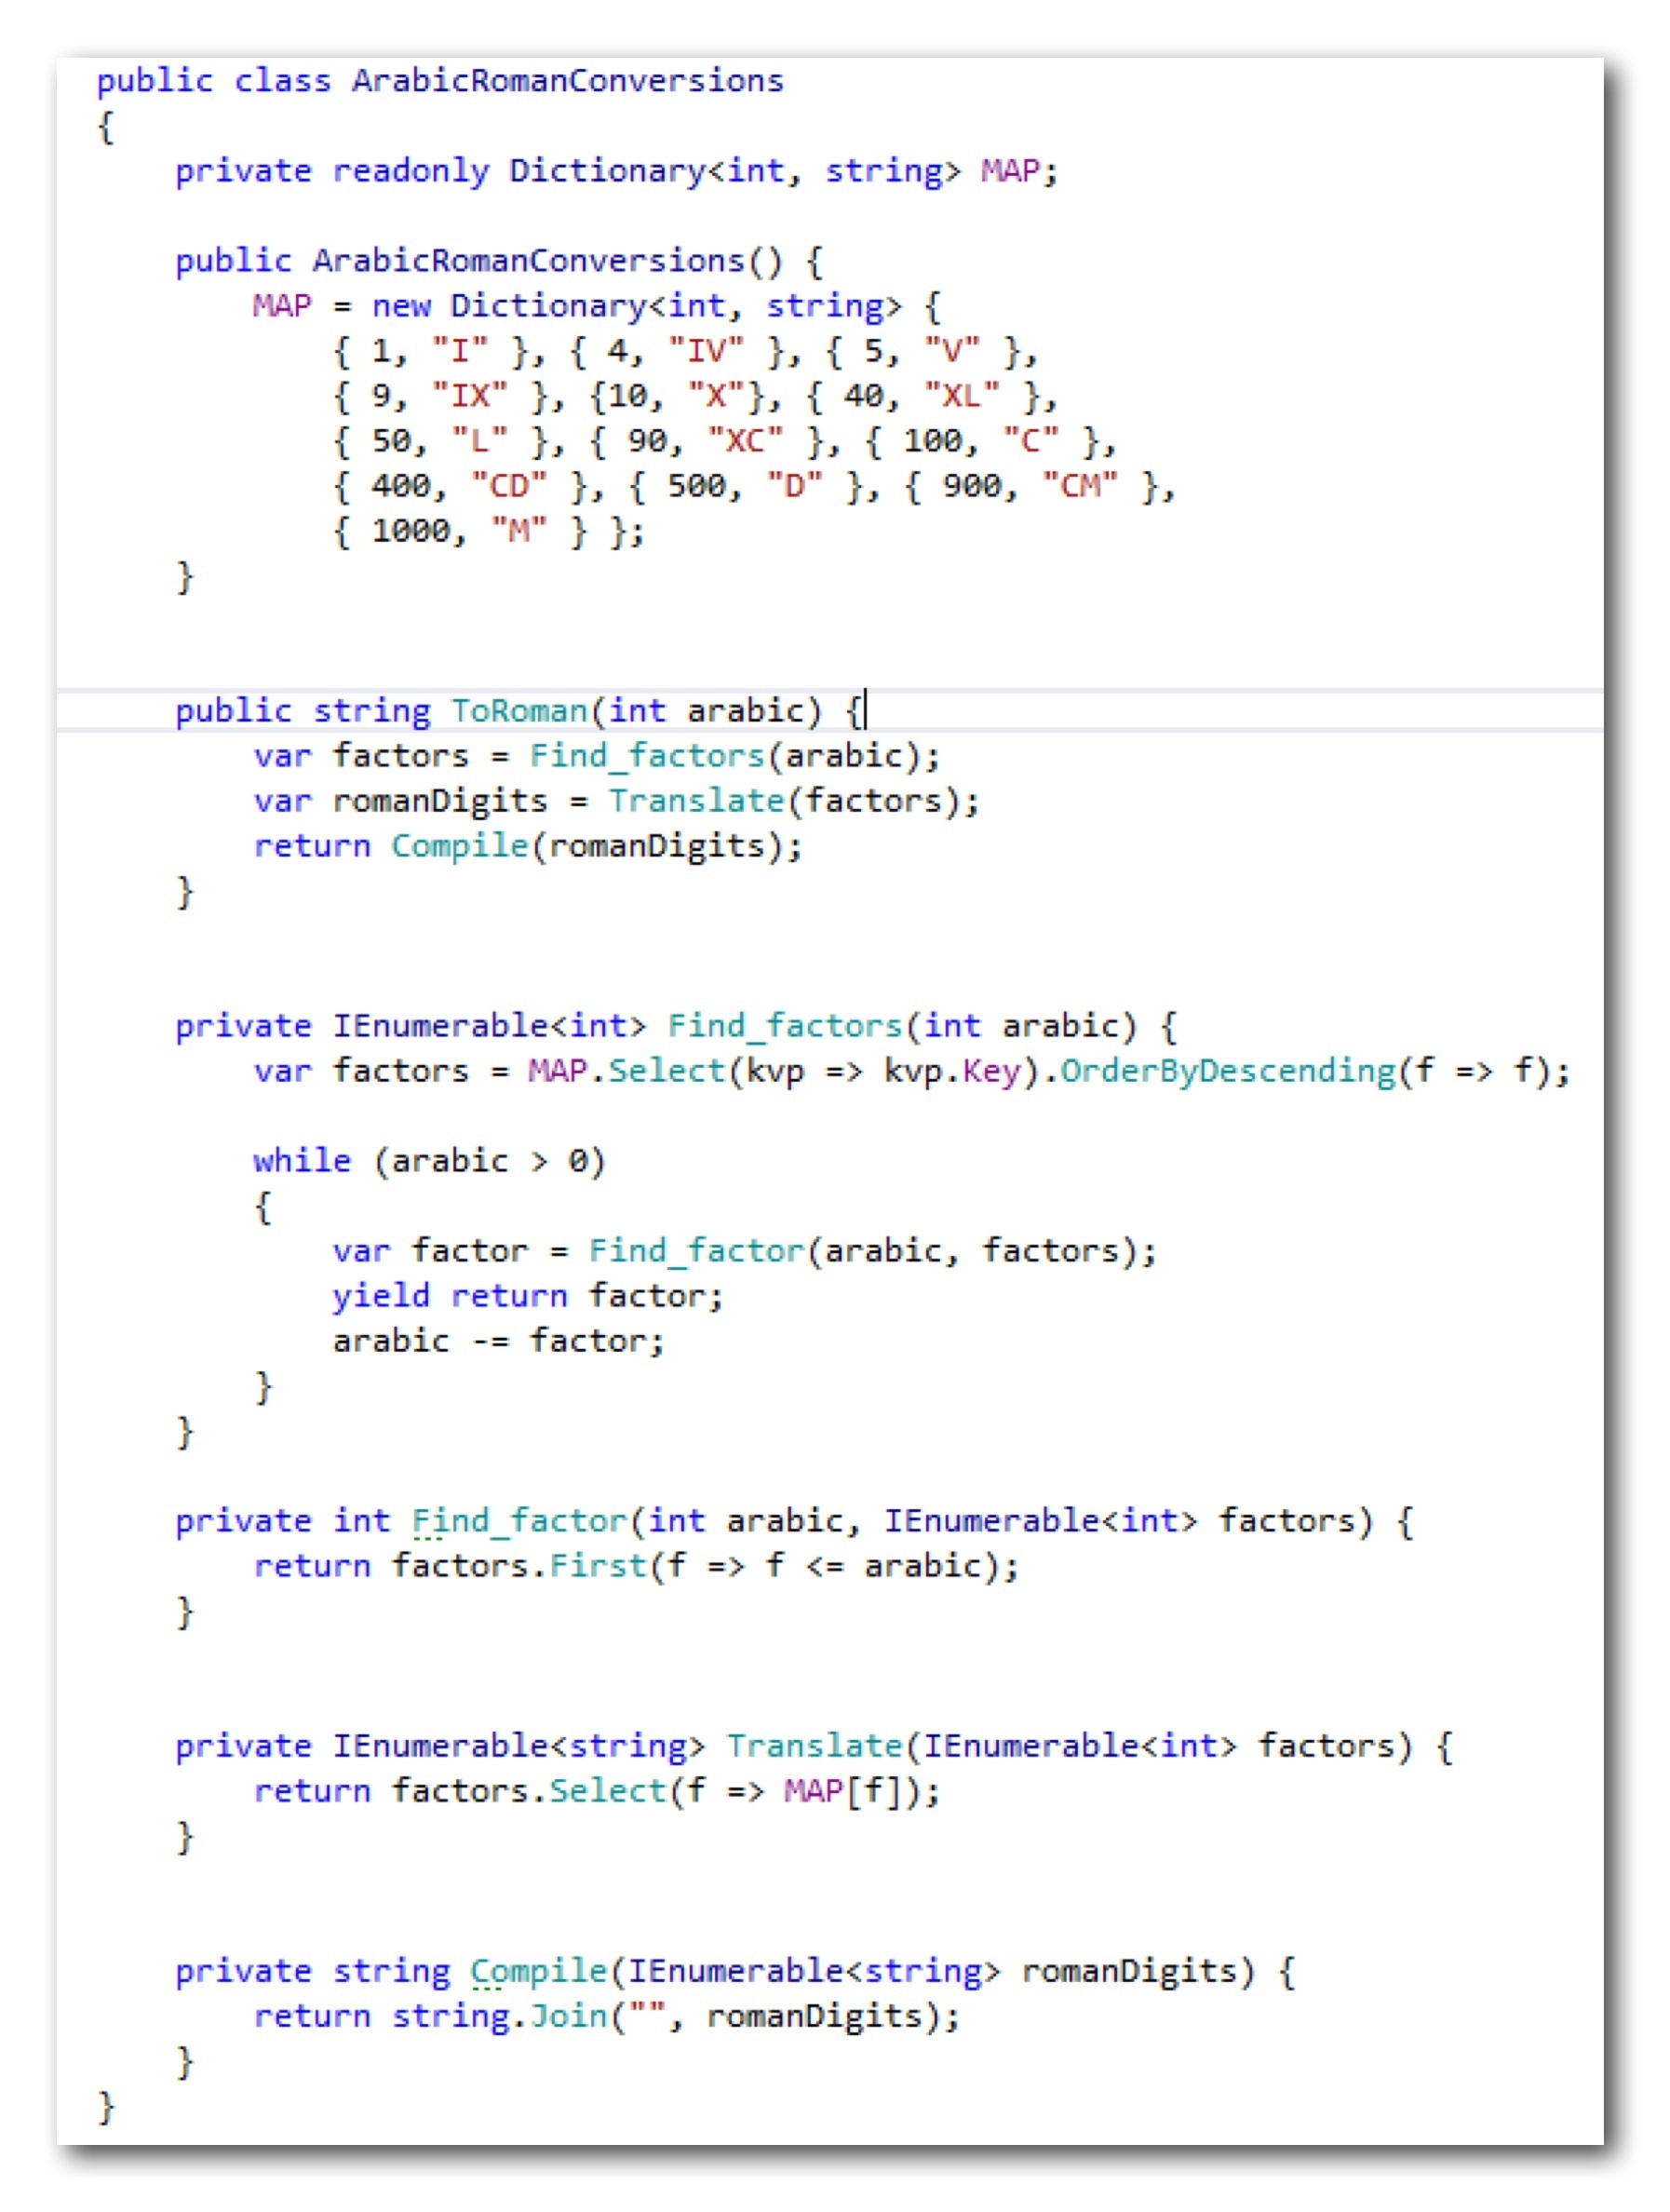 public class ArabicRomanConversions
{
    private readonly Dictionary<int, string> MAP;

    public ArabicRomanConversions() {
        MAP = new Dictionary<int, string> {
            { 1, "I" }, { 4, "IV" }, { 5, "V" },
            { 9, "IX" }, {10, "X"}, { 40, "XL" },
            { 50, "L" }, { 90, "XC" }, { 100, "C" },
            { 400, "CD" }, { 500, "D" }, { 900, "CM" },
            { 1000, "M" } };
    }

    public string ToRoman(int arabic) {
        var factors = Find_factors(arabic);
        var romanDigits = Translate(factors);
        return Compile(romanDigits);
    }

    private IEnumerable<int> Find_factors(int arabic) {
        var factors = MAP.Select(kvp => kvp.Key).OrderByDescending(f => f);

        while (arabic > 0)
        {
            var factor = Find_factor(arabic, factors);
            yield return factor;
            arabic -= factor;
        }
    }

    private int Find_factor(int arabic, IEnumerable<int> factors) {
        return factors.First(f => f <= arabic);
    }

    private IEnumerable<string> Translate(IEnumerable<int> factors) {
        return factors.Select(f => MAP[f]);
    }

    private string Compile(IEnumerable<string> romanDigits) {
        return string.Join("", romanDigits);
    }
}